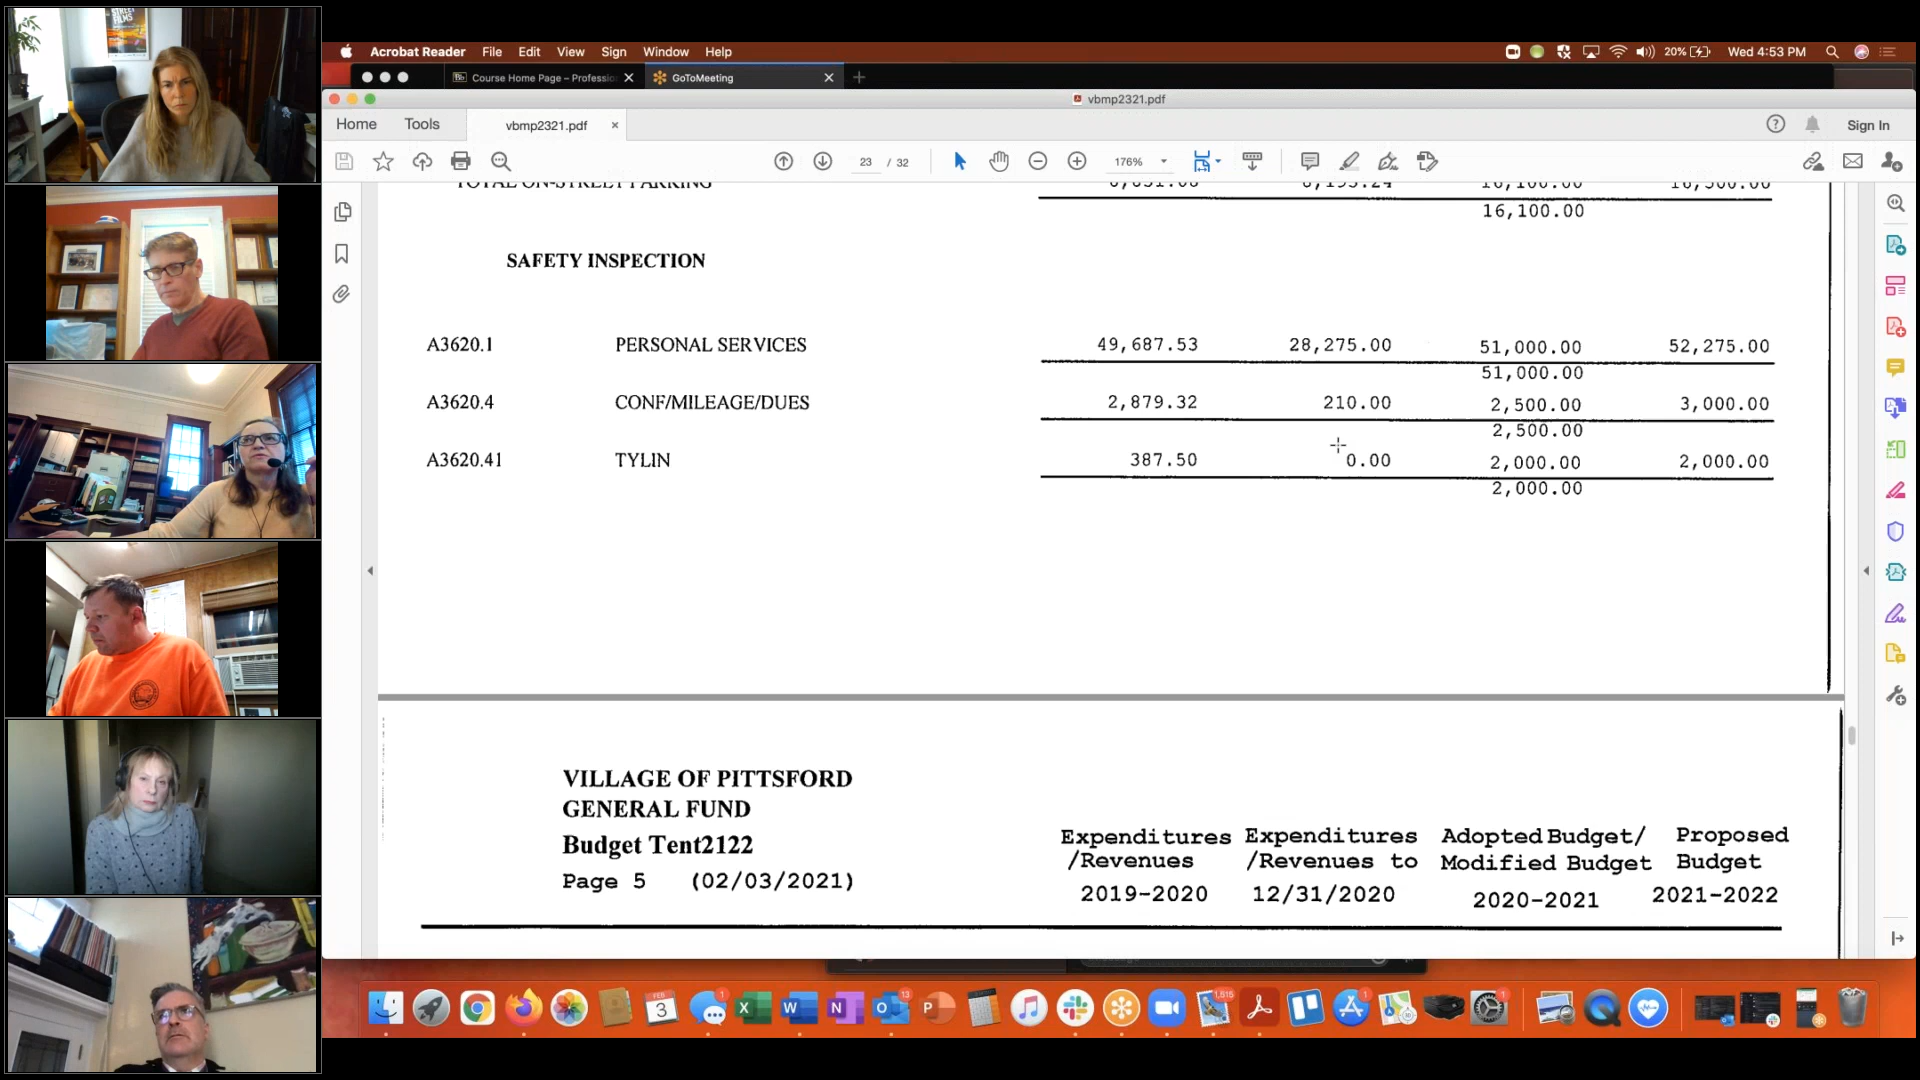 Acrobat Reader File Edit View Sign Window Help 20% Wed 4:53 PM
Course Home Page – Professio GoToMeeting
vbmp2321.pdf
Home Tools vbmp2321.pdf Sign In
23 / 32 176%
TOTAL ON-STREET PARKING
16,100.00
SAFETY INSPECTION
A3620.1 PERSONAL SERVICES 49,687.53 28,275.00 51,000.00 52,275.00
51,000.00
A3620.4 CONF/MILEAGE/DUES 2,879.32 210.00 2,500.00 3,000.00
2,500.00
A3620.41 TYLIN 387.50 0.00 2,000.00 2,000.00
2,000.00
VILLAGE OF PITTSFORD
GENERAL FUND
Budget Tent2122
Page 5 (02/03/2021)
Expenditures Expenditures Adopted Budget/ Proposed
/Revenues /Revenues to Modified Budget Budget
2019-2020 12/31/2020 2020-2021 2021-2022
FEB
3